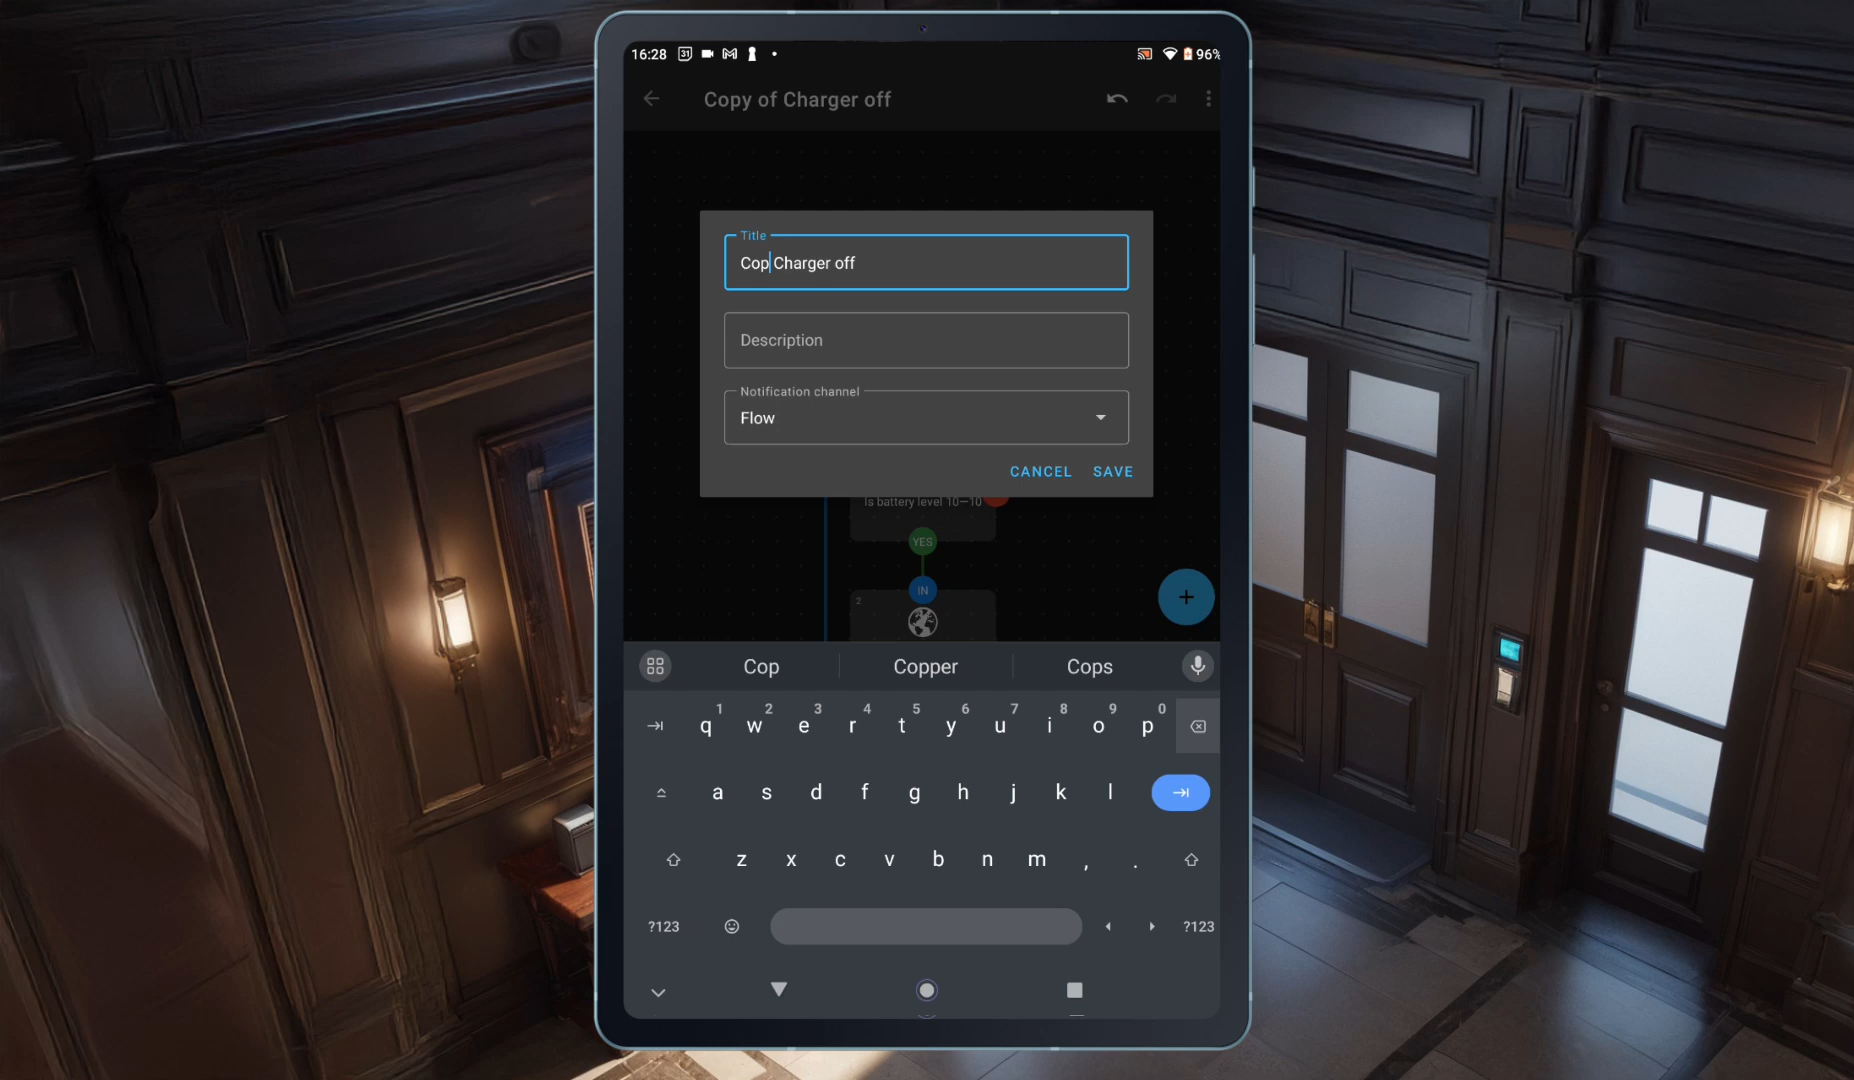 16:28 31 96%
Copy of Charger off
Title
Cop Charger off
Description
Notification channel
Flow
CANCEL SAVE
Is battery level 10—10
YES
IN
2
Cop Copper Cops
1 2 3 4 5 6 7 8 9 0
q w e r t y u i o p
a s d f g h j k l
z x c v b n m , .
?123 ?123